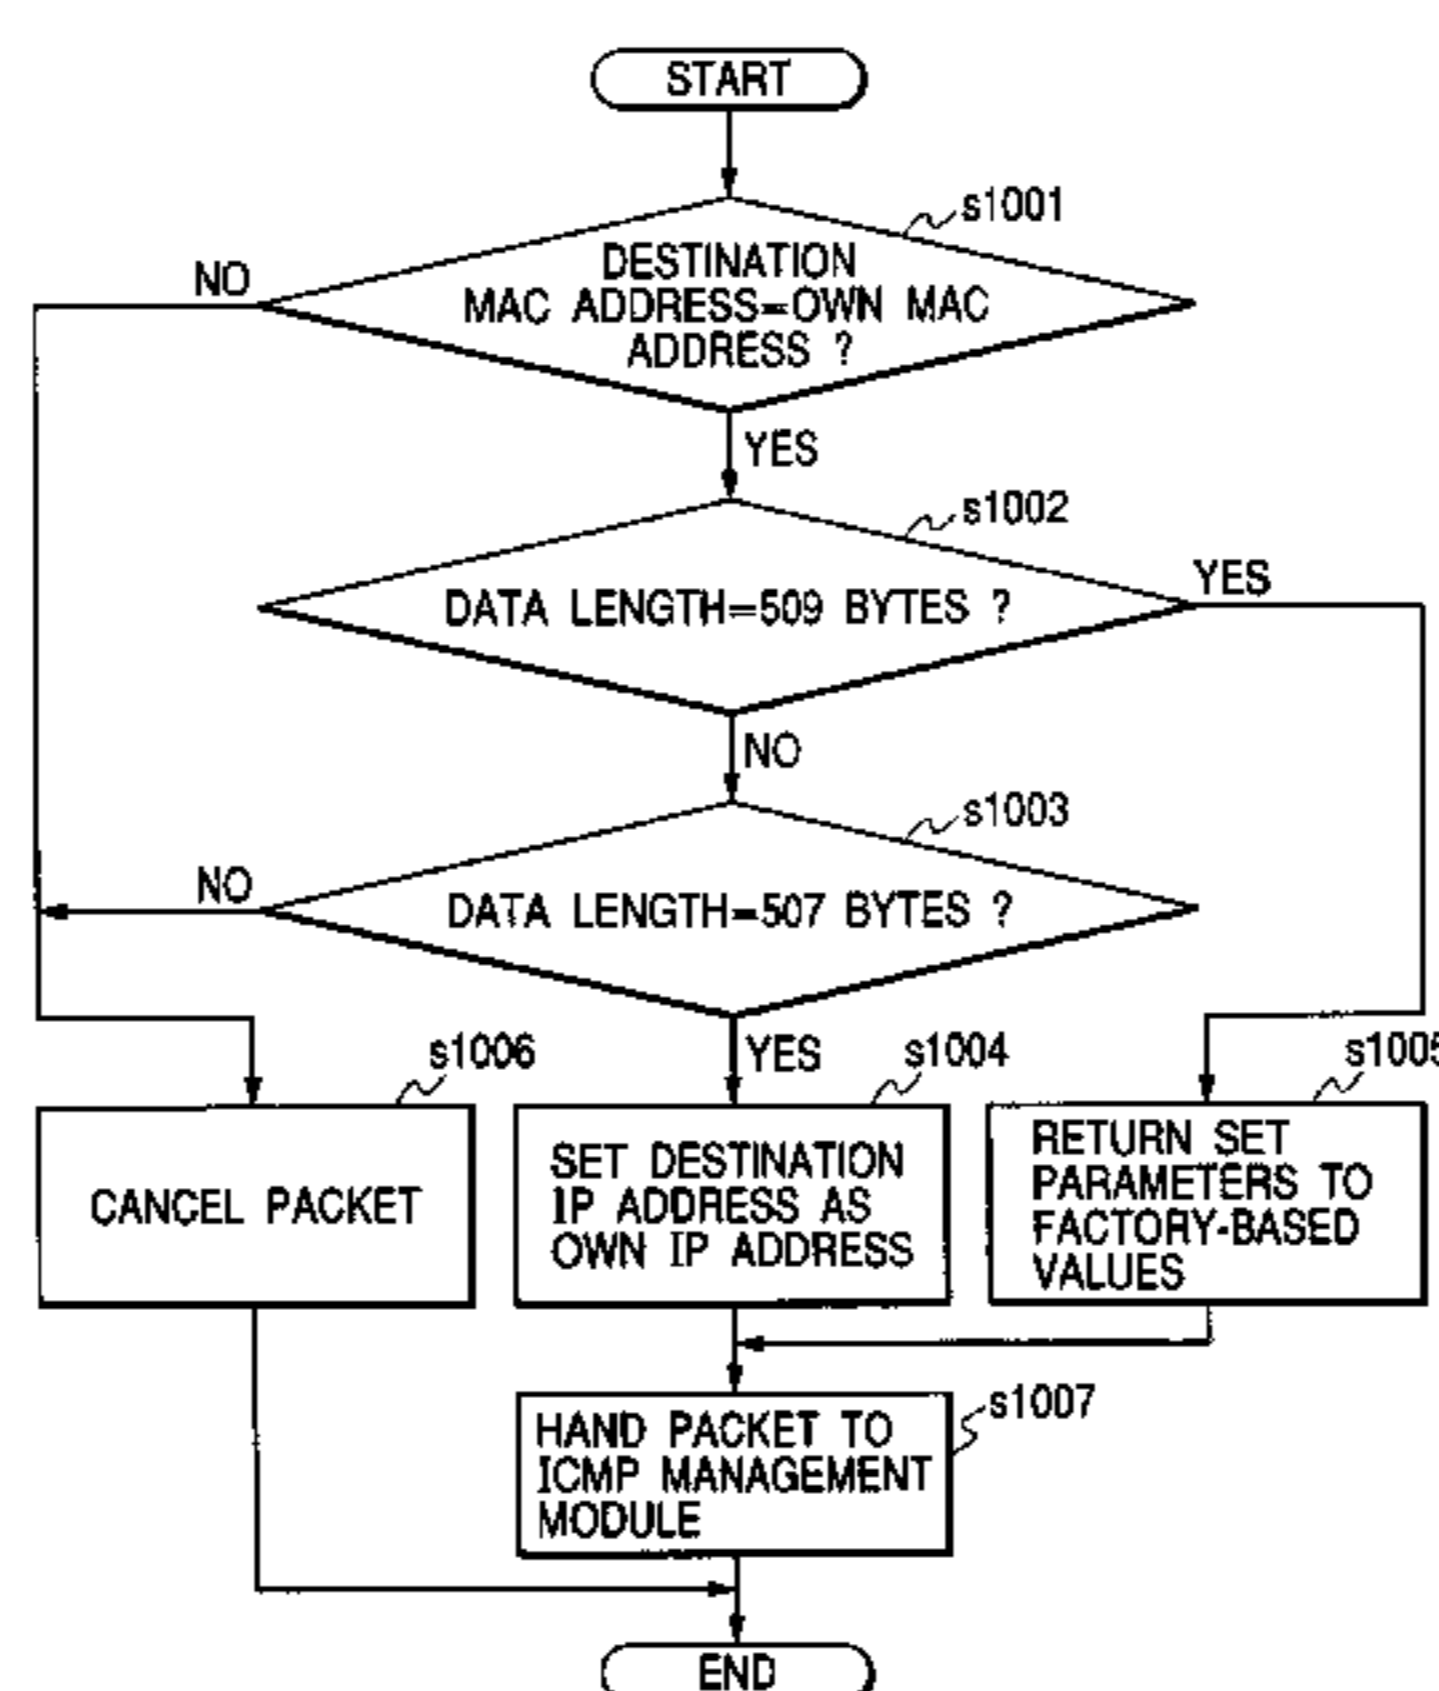 START
s1001
DESTINATION
MAC ADDRESS=OWN MAC
ADDRESS ?
NO
YES
s1002
DATA LENGTH=509 BYTES ?
YES
NO
s1003
DATA LENGTH=507 BYTES ?
NO
YES
s1006
CANCEL PACKET
s1004
SET DESTINATION
IP ADDRESS AS
OWN IP ADDRESS
s1005
RETURN SET
PARAMETERS TO
FACTORY-BASED
VALUES
s1007
HAND PACKET TO
ICMP MANAGEMENT
MODULE
END